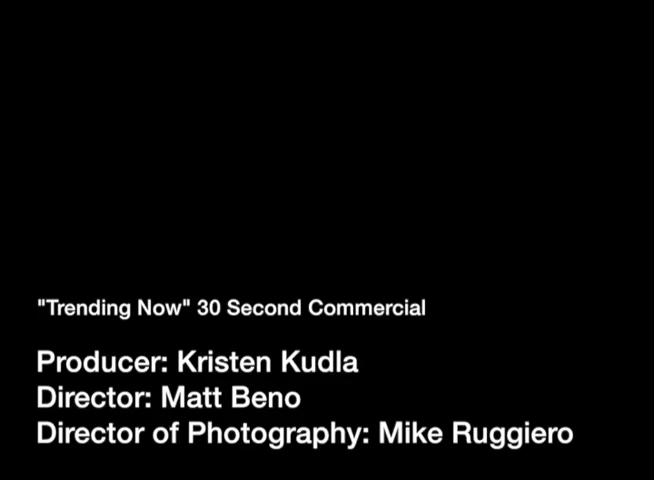 "Trending Now" 30 Second Commercial
Producer: Kristen Kudla
Director: Matt Beno
Director of Photography: Mike Ruggiero